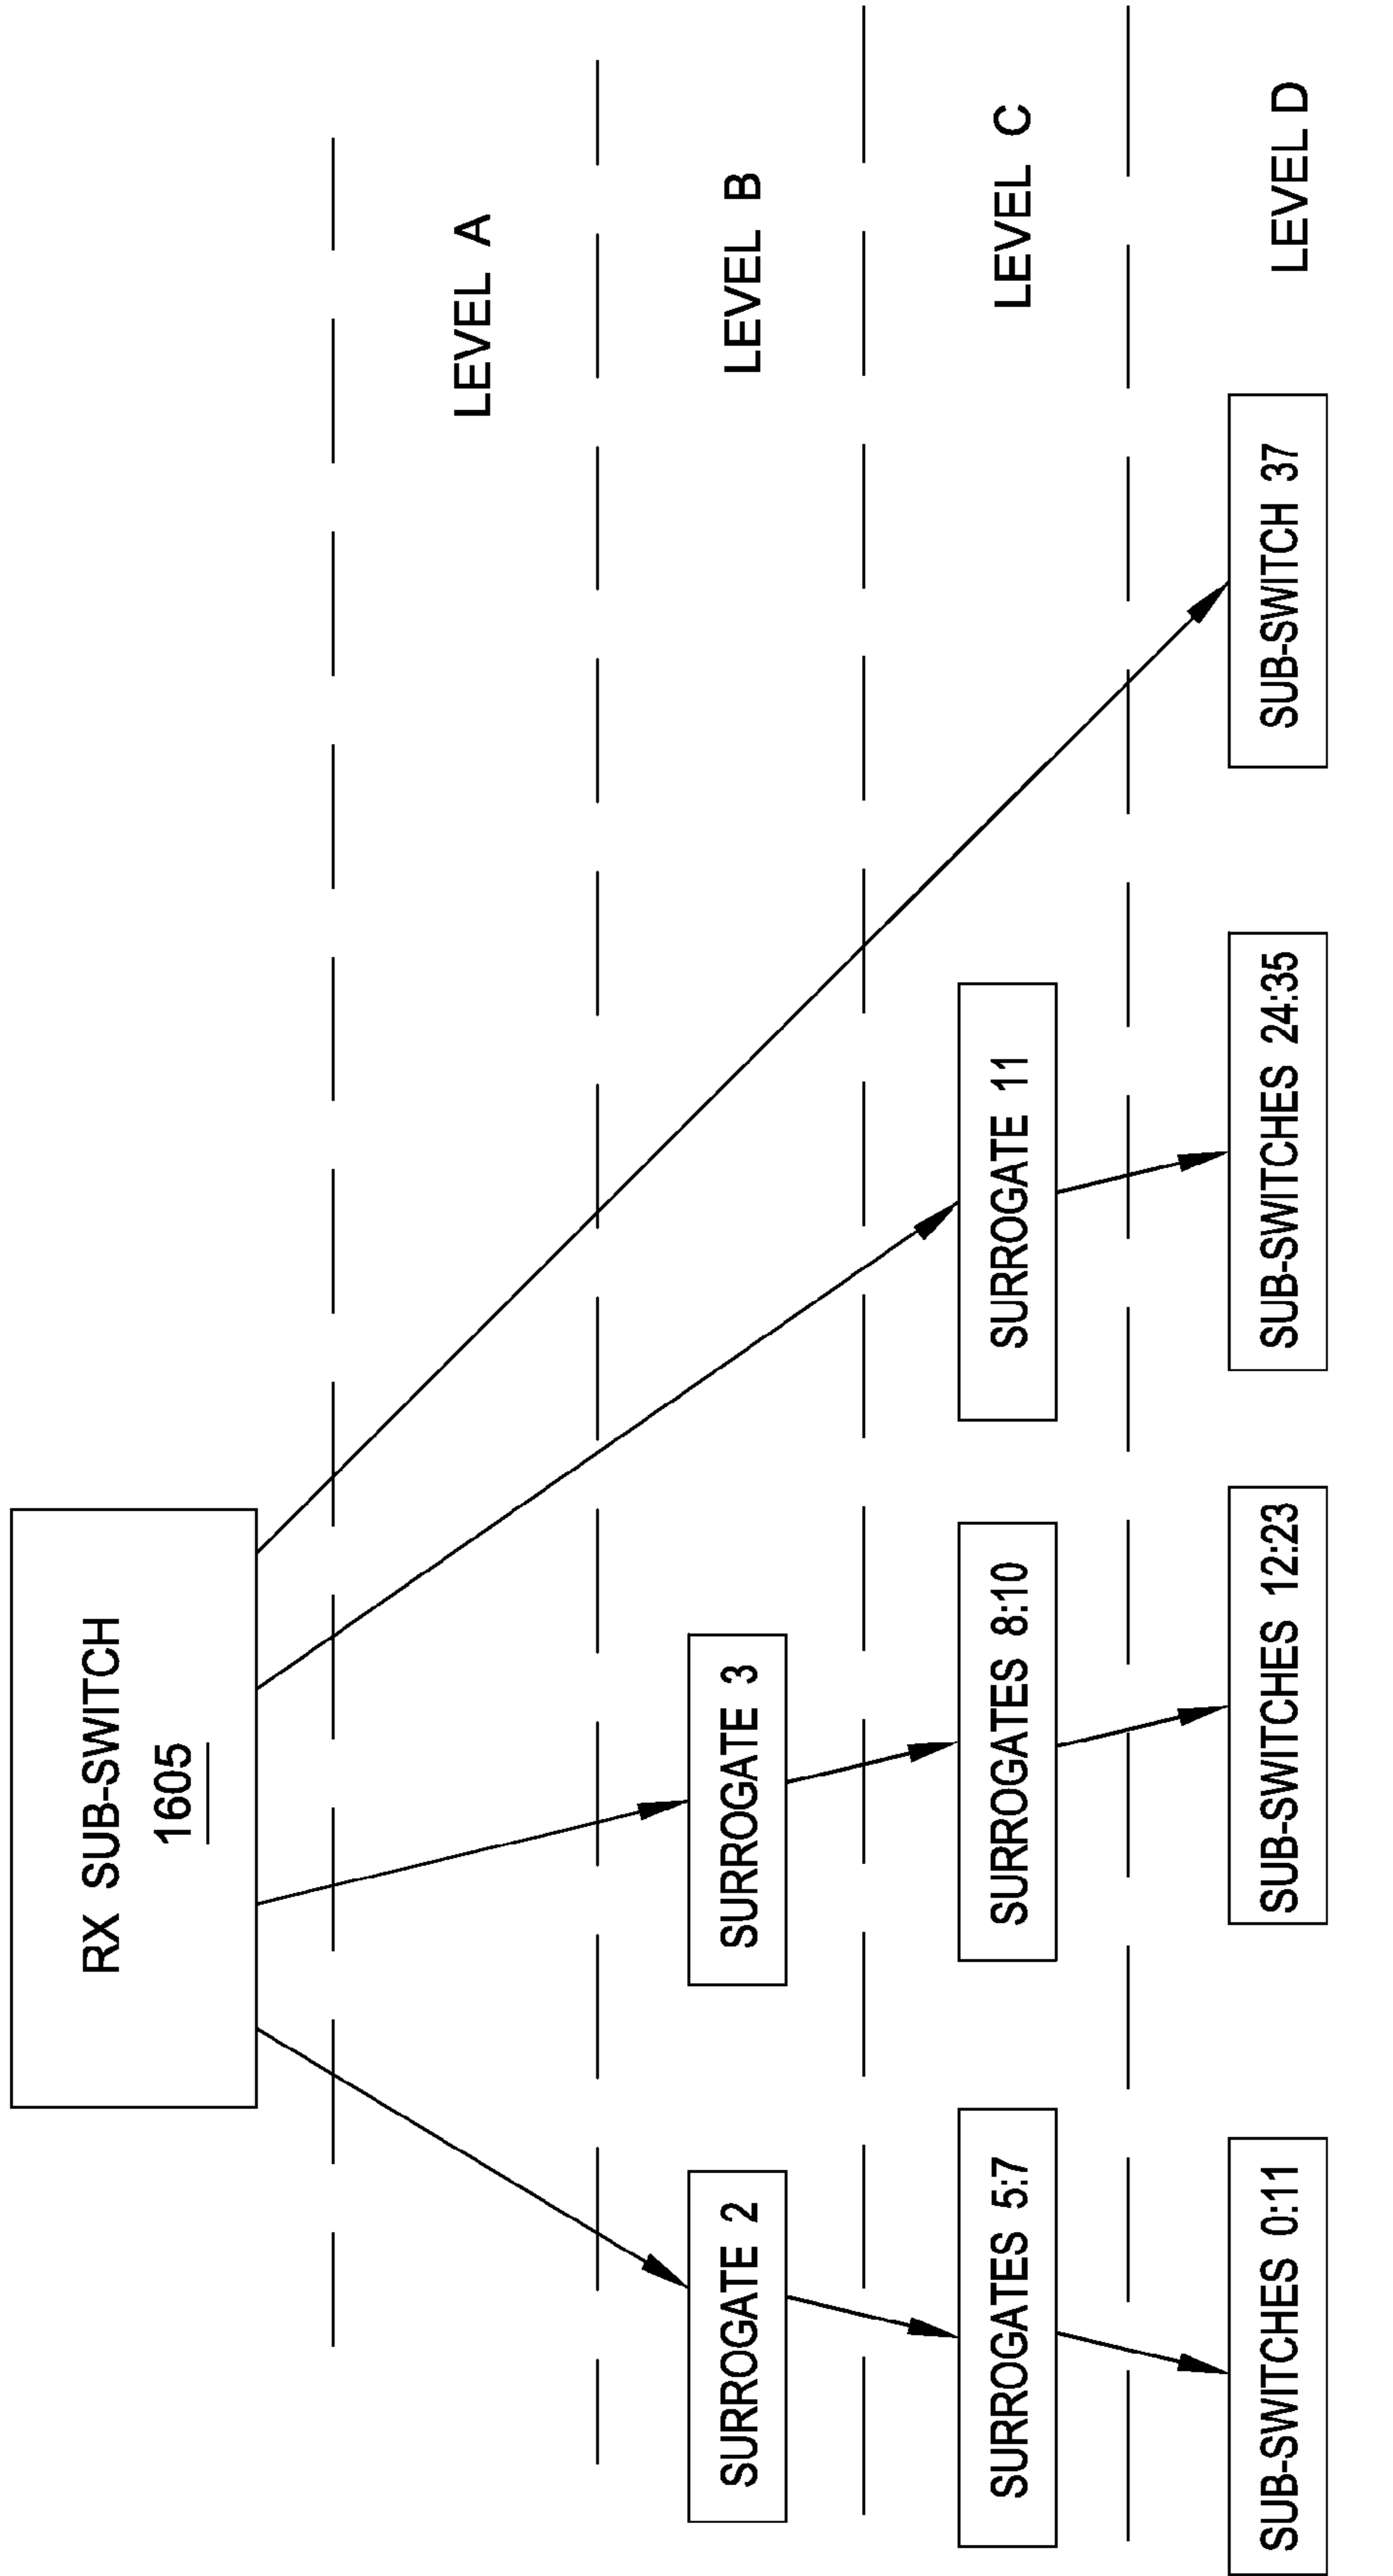 RX SUB-SWITCH
1605
LEVEL A
SURROGATE 2
SURROGATE 3
LEVEL B
SURROGATES 5:7
SURROGATES 8:10
SURROGATE 11
LEVEL C
SUB-SWITCHES 0:11
SUB-SWITCHES 12:23
SUB-SWITCHES 24:35
SUB-SWITCH 37
LEVEL D